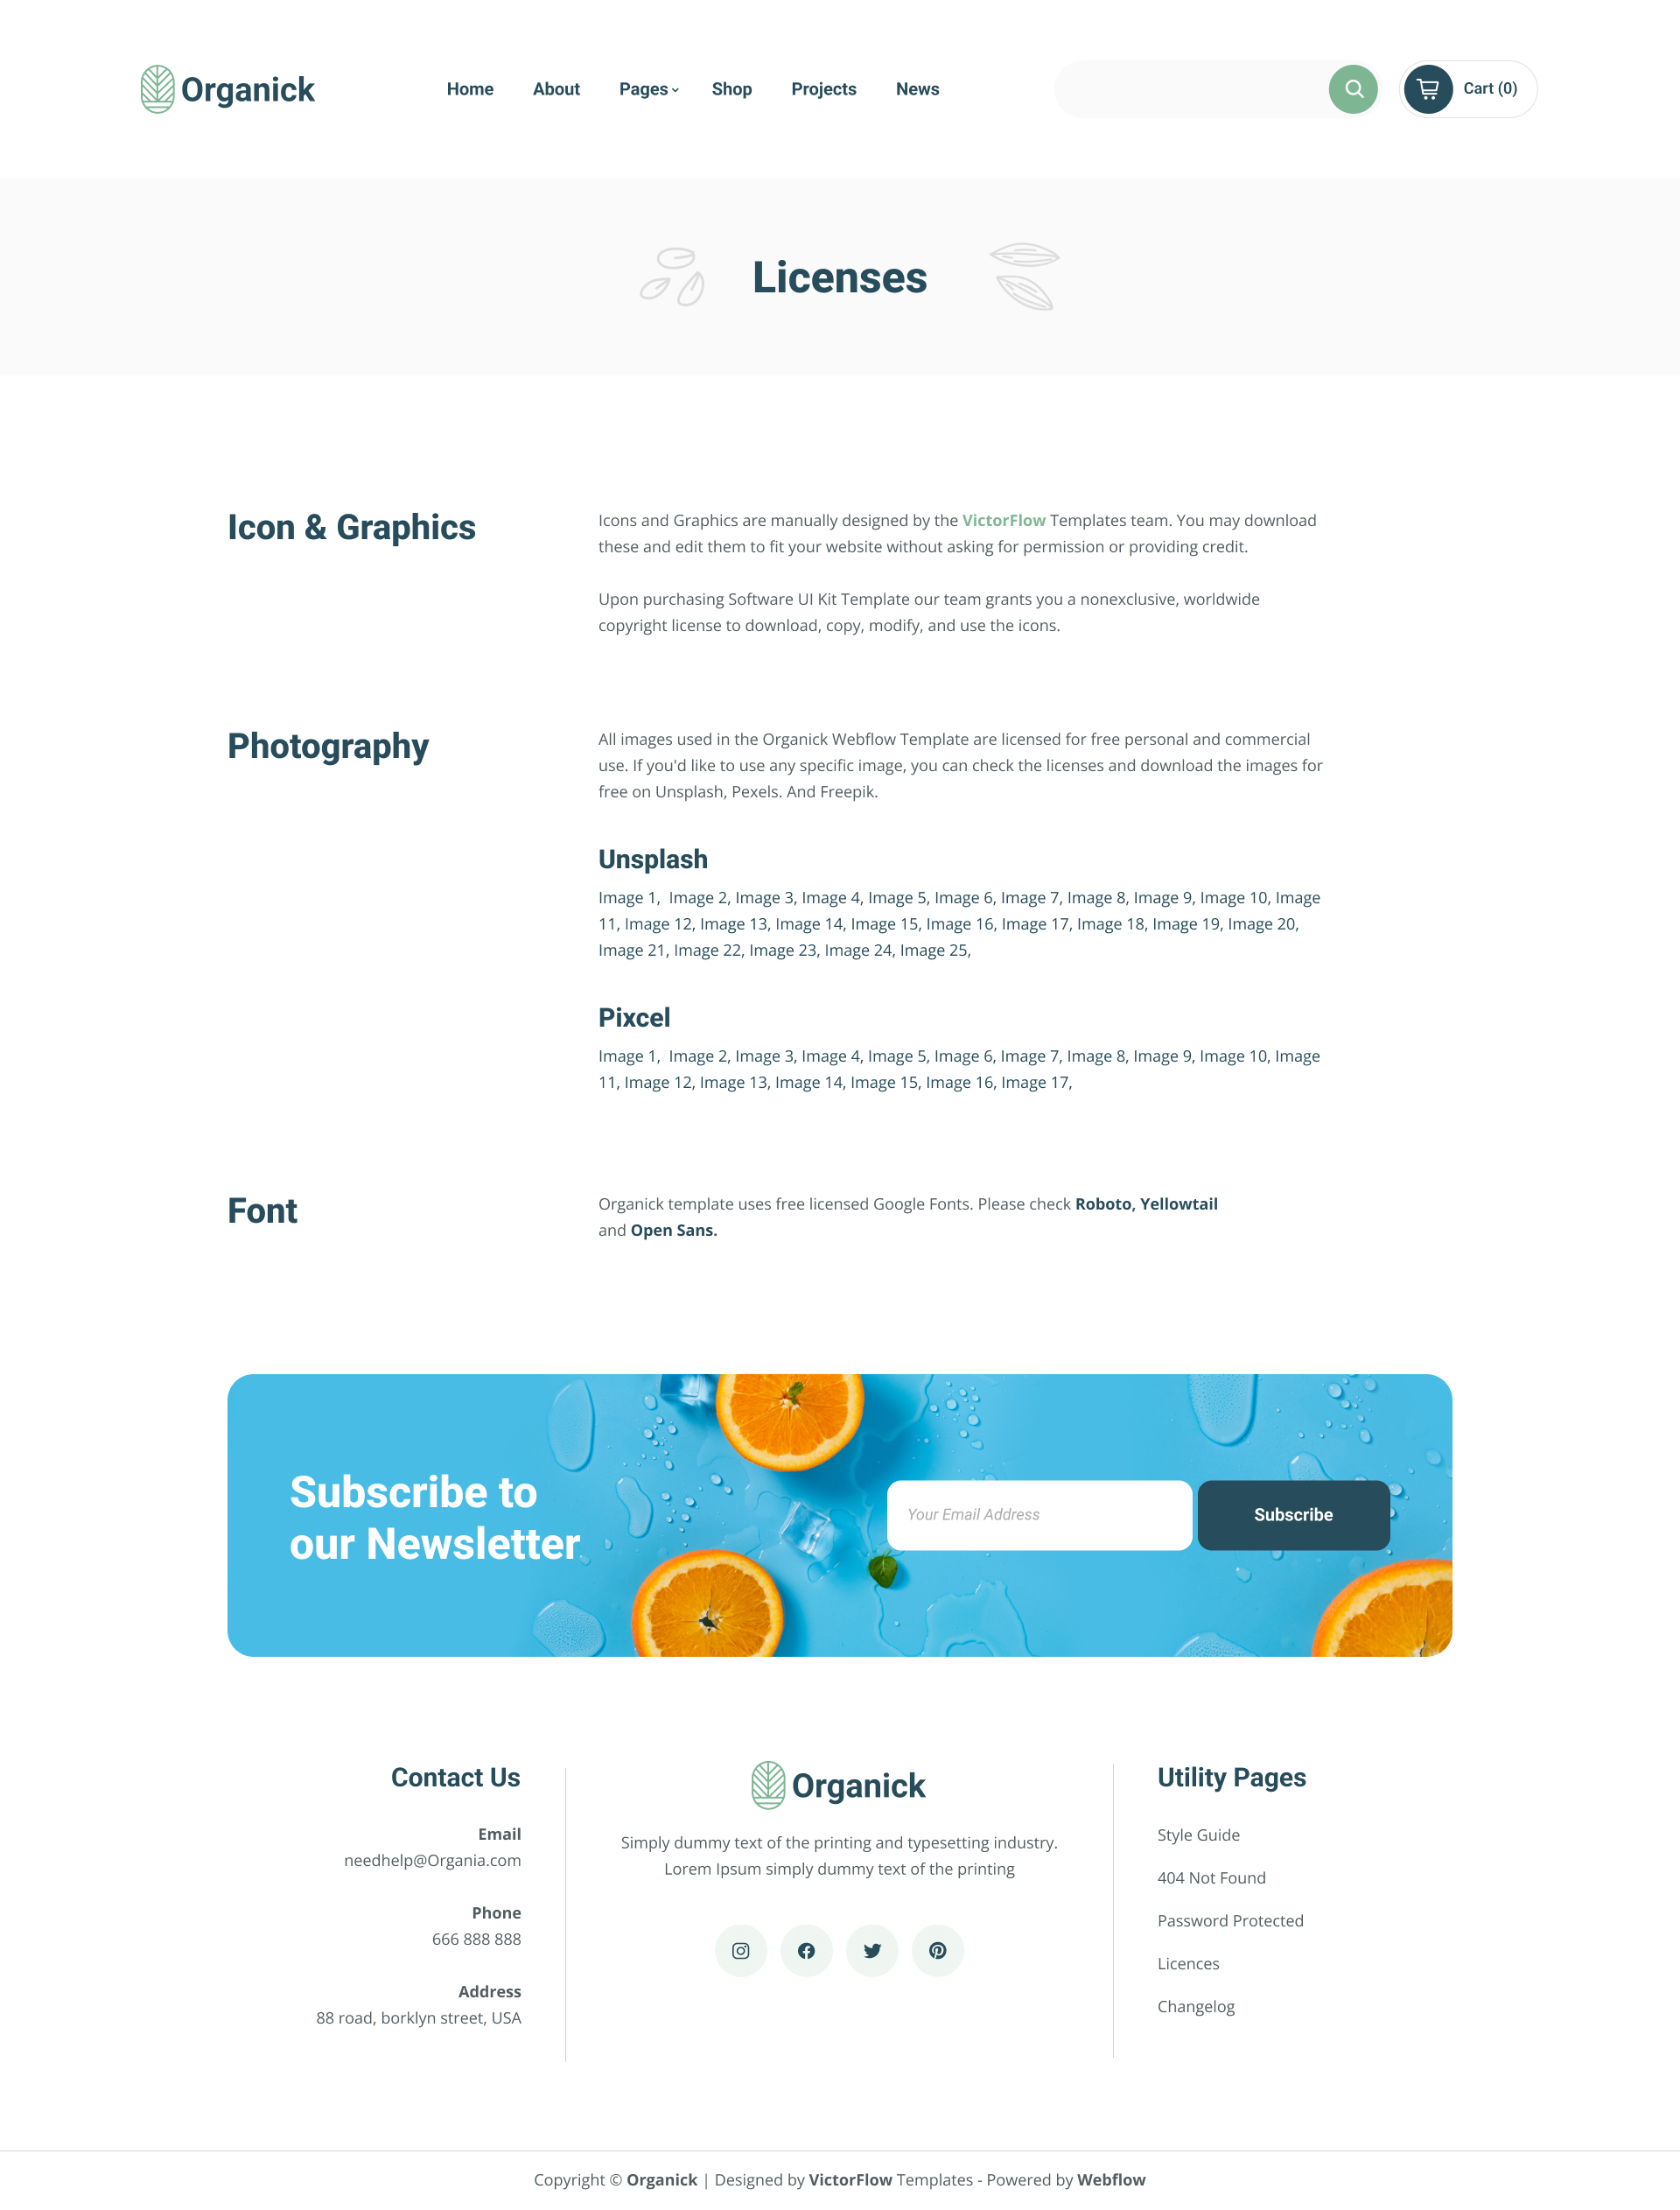 Organick
Home About Pages Shop Projects News
Cart (0)
Licenses
Icon & Graphics
Icons and Graphics are manually designed by the VictorFlow Templates team. You may download
these and edit them to fit your website without asking for permission or providing credit.
Upon purchasing Software UI Kit Template our team grants you a nonexclusive, worldwide
copyright license to download, copy, modify, and use the icons.
Photography
All images used in the Organick Webflow Template are licensed for free personal and commercial
use. If you'd like to use any specific image, you can check the licenses and download the images for
free on Unsplash, Pexels. And Freepik.
Unsplash
Image 1, Image 2, Image 3, Image 4, Image 5, Image 6, Image 7, Image 8, Image 9, Image 10, Image
11, Image 12, Image 13, Image 14, Image 15, Image 16, Image 17, Image 18, Image 19, Image 20,
Image 21, Image 22, Image 23, Image 24, Image 25,
Pixcel
Image 1, Image 2, Image 3, Image 4, Image 5, Image 6, Image 7, Image 8, Image 9, Image 10, Image
11, Image 12, Image 13, Image 14, Image 15, Image 16, Image 17,
Font
Organick template uses free licensed Google Fonts. Please check Roboto, Yellowtail
and Open Sans.
Subscribe to
our Newsletter
Your Email Address
Subscribe
Contact Us
Email
needhelp@Organia.com
Phone
666 888 888
Address
88 road, borklyn street, USA
Organick
Simply dummy text of the printing and typesetting industry.
Lorem Ipsum simply dummy text of the printing
Utility Pages
Style Guide
404 Not Found
Password Protected
Licences
Changelog
Copyright © Organick | Designed by VictorFlow Templates - Powered by Webflow